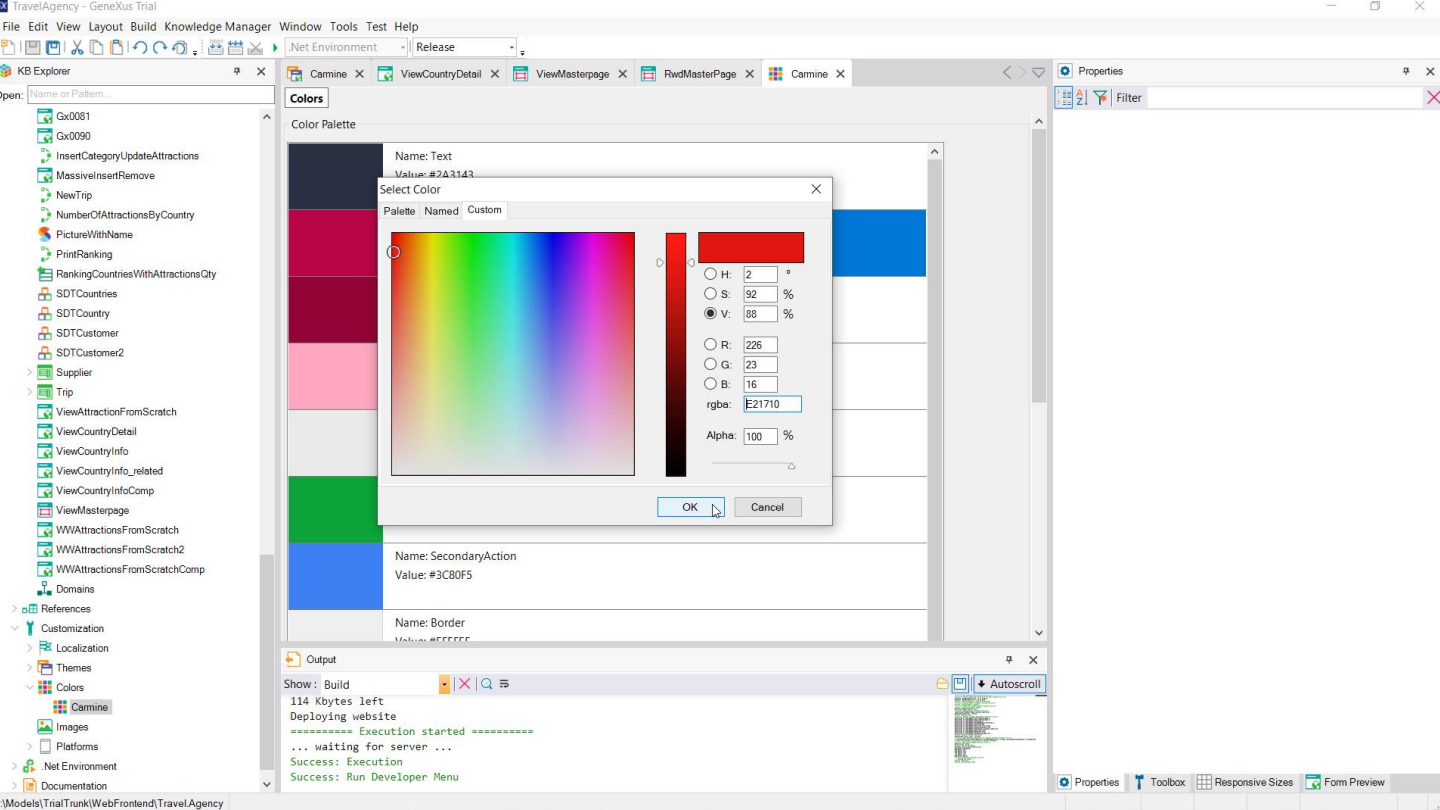 TravelAgency - GeneXus Trial
File Edit View Layout Build Knowledge Manager Window Tools Test Help
.Net Environment Release
KB Explorer
Open: Name or Pattern ...
Gx0081
Gx0090
InsertCategoryUpdateAttractions
MassiveInsertRemove
NewTrip
NumberOfAttractionsByCountry
PictureWithName
PrintRanking
RankingCountriesWithAttractionsQty
SDTCountries
SDTCountry
SDTCustomer
SDTCustomer2
Supplier
Trip
ViewAttractionFromScratch
ViewCountryDetail
ViewCountryInfo
ViewCountryInfo_related
ViewCountryInfoComp
ViewMasterpage
WWAttractionsFromScratch
WWAttractionsFromScratch2
WWAttractionsFromScratchComp
Domains
References
Customization
Localization
Themes
Colors
Carmine
Images
Platforms
.Net Environment
Documentation
Carmine ViewCountryDetail ViewMasterpage RwdMasterPage Carmine
Colors
Color Palette
Name: Text
Value: #2A3143
Select Color
Palette Named Custom
H: 2 °
S: 92 %
V: 88 %
R: 226
G: 23
B: 16
rgba: E21710
Alpha: 100 %
OK Cancel
Name: SecondaryAction
Value: #3C80F5
Name: Border
Output
Show: Build Autoscroll
114 Kbytes left
Deploying website
========== Execution started ==========
... waiting for server ...
Success: Execution
Success: Run Developer Menu
Properties
Filter
Properties Toolbox Responsive Sizes Form Preview
:\Models\TrialTrunk\WebFrontend\Travel.Agency